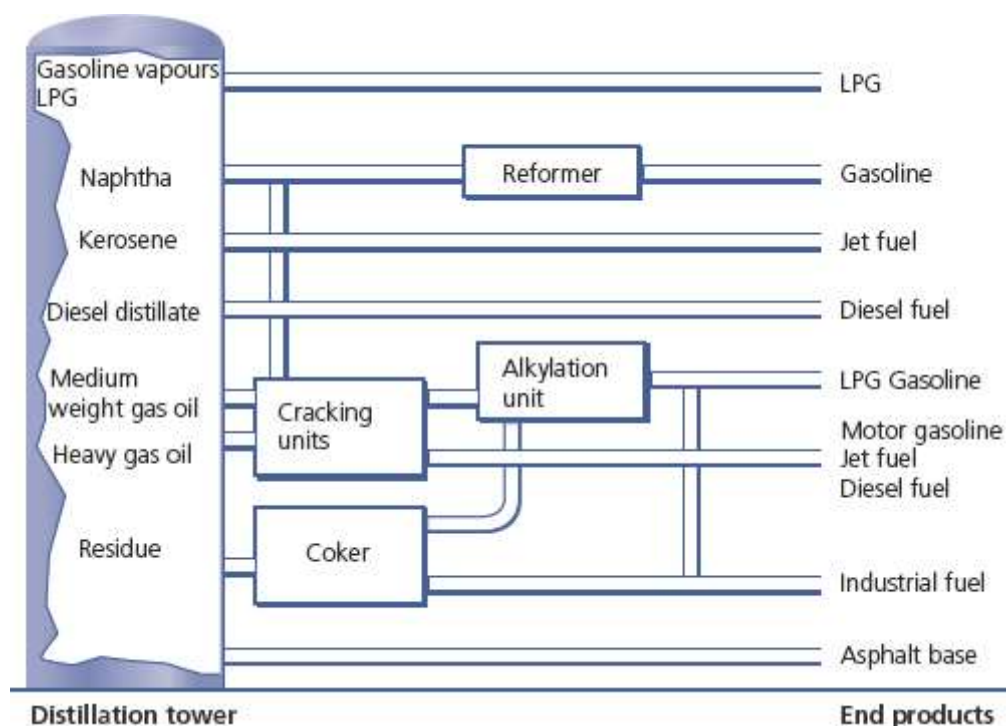 Gasoline vapours
LPG
LPG
Naphtha
Reformer
Gasoline
Kerosene
Jet fuel
Diesel distillate
Diesel fuel
Medium
weight gas oil
Cracking
units
Alkylation
unit
LPG Gasoline
Heavy gas oil
Motor gasoline
Jet fuel
Diesel fuel
Residue
Coker
Industrial fuel
Asphalt base
Distillation tower
End products